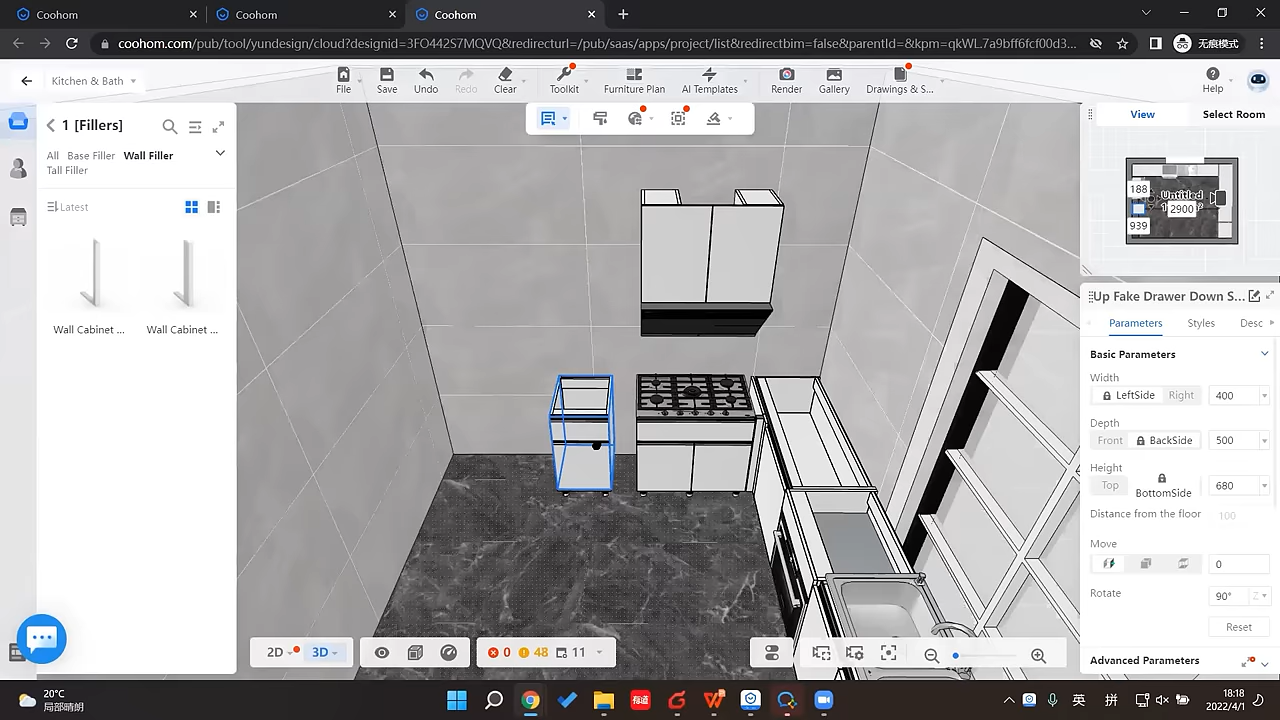 Coohom
Coohom
Coohom
coohom.com/pub/tool/yundesign/cloud?designid=3FO442S7MQVQ&redirecturl=/pub/saas/apps/project/list&redirectbim=false&parentId=&kpm=qkWL.7a9bff6fcf00d3...
无痕模式
Kitchen & Bath
File
Save
Undo
Redo
Clear
Toolkit
Furniture Plan
AI Templates
Render
Gallery
Drawings & S...
Help
1 [Fillers]
All Base Filler Wall Filler
Tall Filler
Latest
Wall Cabinet ...
Wall Cabinet ...
View
Select Room
188
Untitled
2900
939
Up Fake Drawer Down S...
Parameters
Styles
Desc
Basic Parameters
Width
LeftSide Right 400
Depth
Front BackSide 500
Height
Top BottomSide 680
Distance from the floor 100
Move
0
Rotate
90° Z
Reset
Advanced Parameters
2D
3D
0 48 11
20°C
局部晴朗
有道
英
拼
18:18
2022/4/1